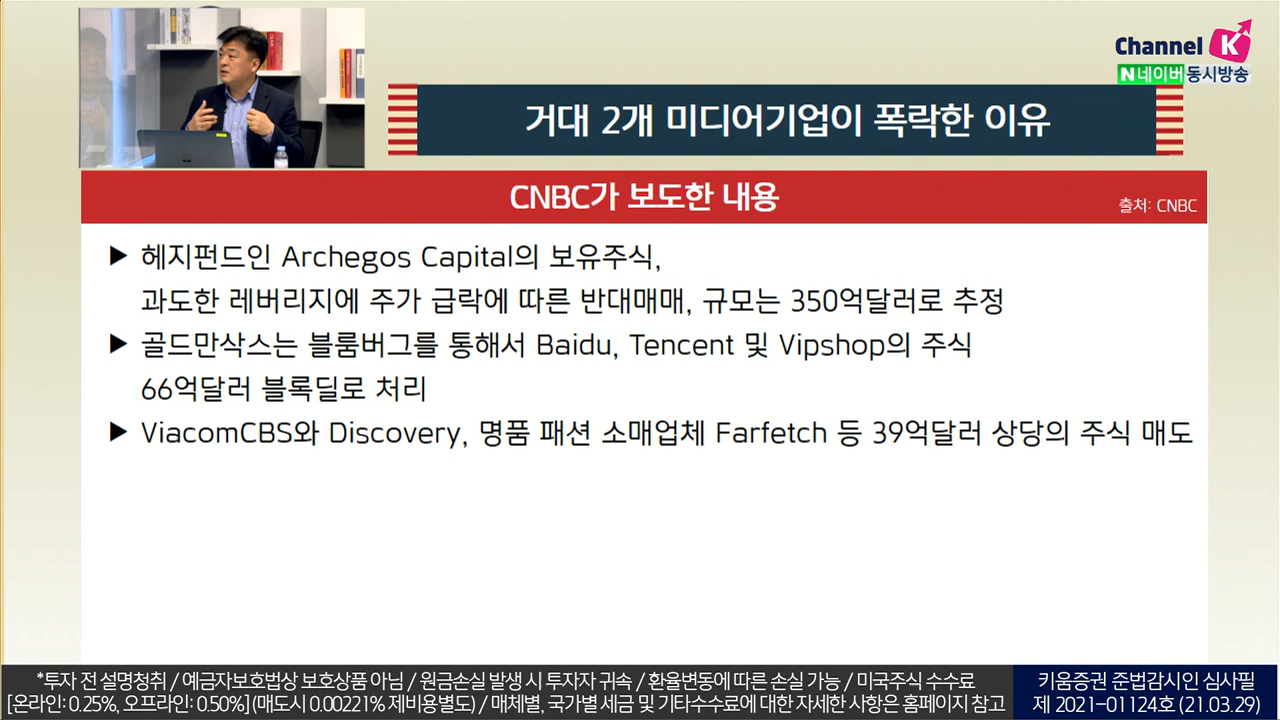 Channel K
N 네이버 동시방송
거대 2개 미디어기업이 폭락한 이유
CNBC가 보도한 내용
출처: CNBC
▶ 헤지펀드인 Archegos Capital의 보유주식,
과도한 레버리지에 주가 급락에 따른 반대매매, 규모는 350억달러로 추정
▶ 골드만삭스는 블룸버그를 통해서 Baidu, Tencent 및 Vipshop의 주식
66억달러 블록딜로 처리
▶ ViacomCBS와 Discovery, 명품 패션 소매업체 Farfetch 등 39억달러 상당의 주식 매도
*투자 전 설명청취 / 예금자보호법상 보호상품 아님 / 원금손실 발생 시 투자자 귀속 / 환율변동에 따른 손실 가능 / 미국주식 수수료
[온라인: 0.25%, 오프라인: 0.50%] (매도시 0.00221% 제비용별도) / 매체별, 국가별 세금 및 기타수수료에 대한 자세한 사항은 홈페이지 참고
키움증권 준법감시인 심사필
제 2021-01124호 (21.03.29)